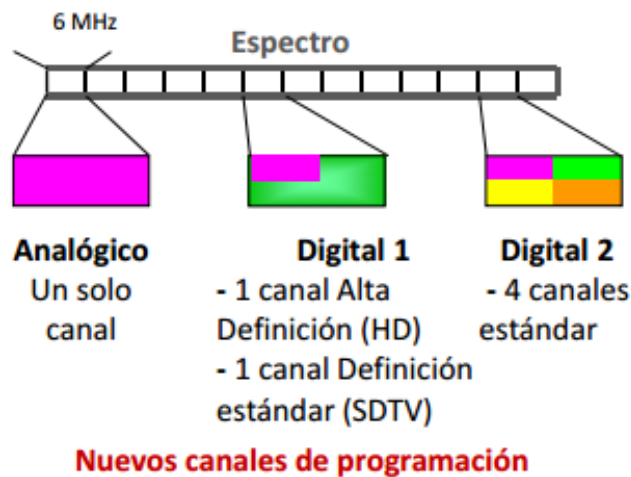 6 MHz
Espectro
Analógico
Un solo
canal
Digital 1
- 1 canal Alta
Definición (HD)
- 1 canal Definición
estándar (SDTV)
Digital 2
- 4 canales
estándar
Nuevos canales de programación